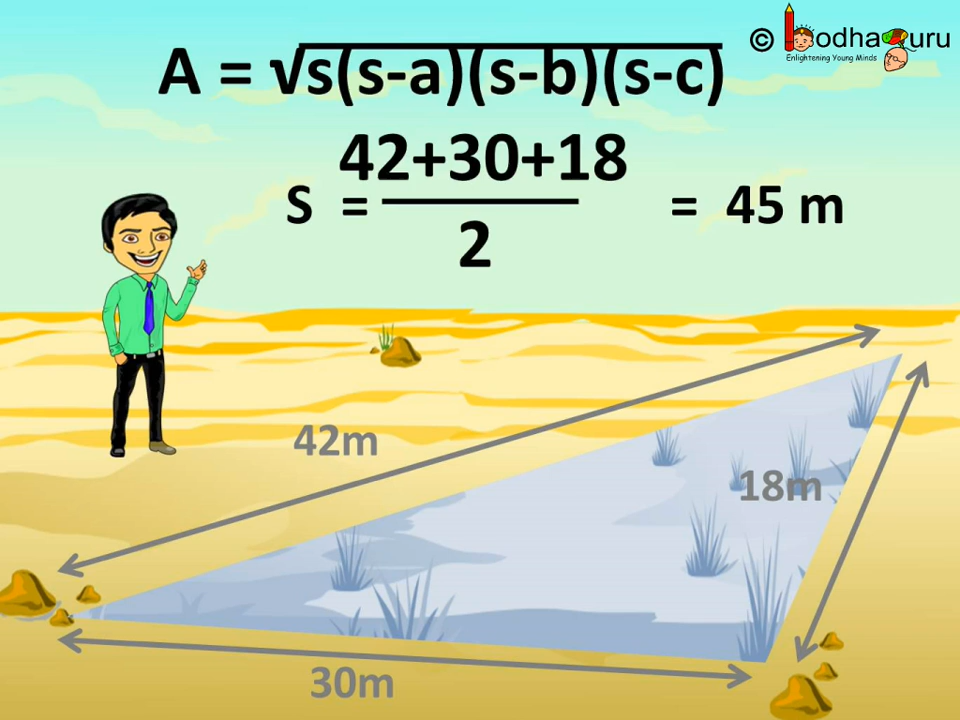 © BodhaGuru
Enlightening Young Minds
A = √s(s-a)(s-b)(s-c)
S = 42+30+18 / 2 = 45 m
42m
18m
30m